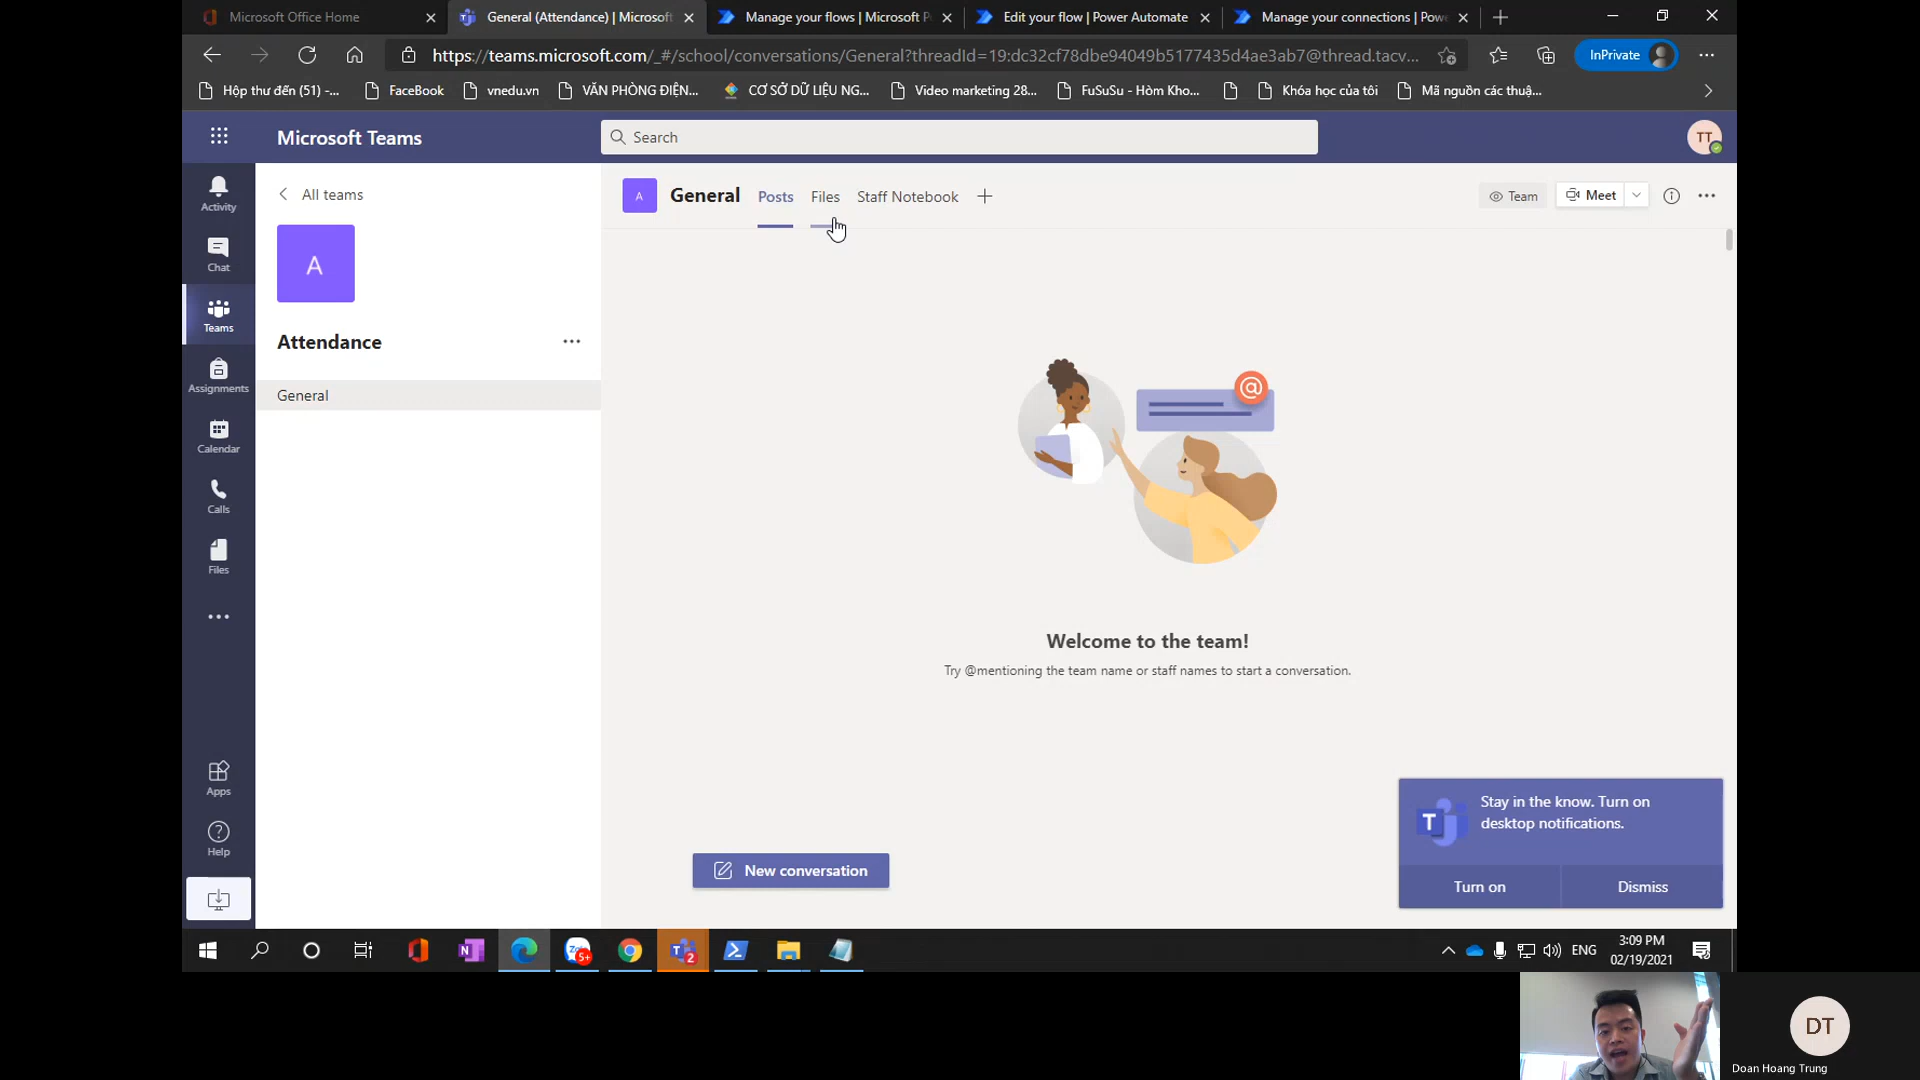 Microsoft Office Home
General (Attendance) | Microsoft
Manage your flows | Microsoft P
Edit your flow | Power Automate
Manage your connections | Pow
https://teams.microsoft.com/_#/school/conversations/General?threadId=19:dc32cf78dbe94049b5177435d4ae3ab7@thread.tacv...
InPrivate
Hộp thư đến (51) -...
FaceBook
vnedu.vn
VĂN PHÒNG ĐIỆN...
CƠ SỞ DỮ LIỆU NG...
Video marketing 28...
FuSuSu - Hòm Kho...
Khóa học của tôi
Mã nguồn các thuậ...
Microsoft Teams
Search
TT
Activity
Chat
Teams
Assignments
Calendar
Calls
Files
Apps
Help
All teams
A
Attendance
General
A
General
Posts
Files
Staff Notebook
Team
Meet
@
Welcome to the team!
Try @mentioning the team name or staff names to start a conversation.
New conversation
T
Stay in the know. Turn on
desktop notifications.
Turn on
Dismiss
Zalo
5+
2
ENG
3:09 PM
02/19/2021
DT
Doan Hoang Trung